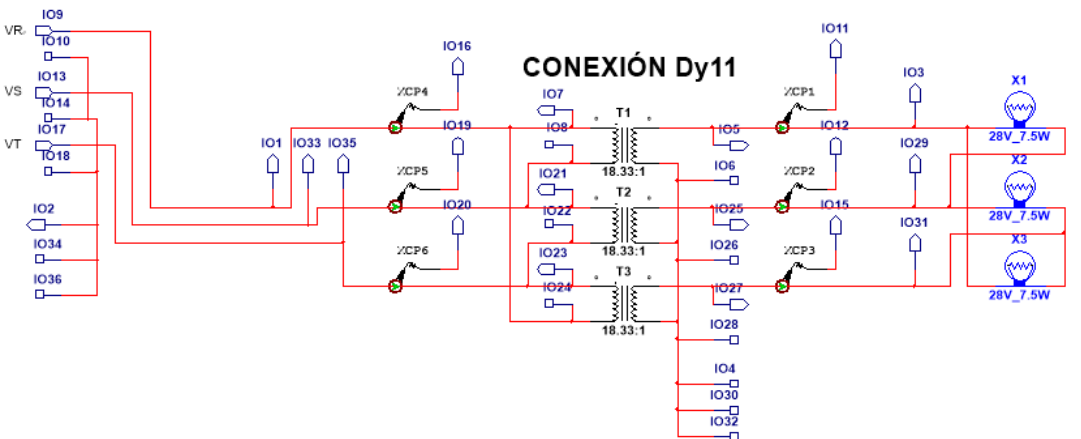 IO9
VR
IO10
IO13
VS
IO14
IO17
VT
IO18
IO1
IO33
IO35
IO2
IO34
IO36
CONEXIÓN Dy11
IO16
XCP4
IO19
XCP5
IO20
XCP6
IO7
IO8
T1
18.33:1
IO21
IO22
T2
18.33:1
IO23
IO24
T3
18.33:1
IO5
IO6
IO25
IO26
IO27
IO28
IO4
IO30
IO32
IO11
XCP1
IO12
XCP2
IO15
XCP3
IO3
IO29
IO31
X1
28V_7.5W
X2
28V_7.5W
X3
28V_7.5W